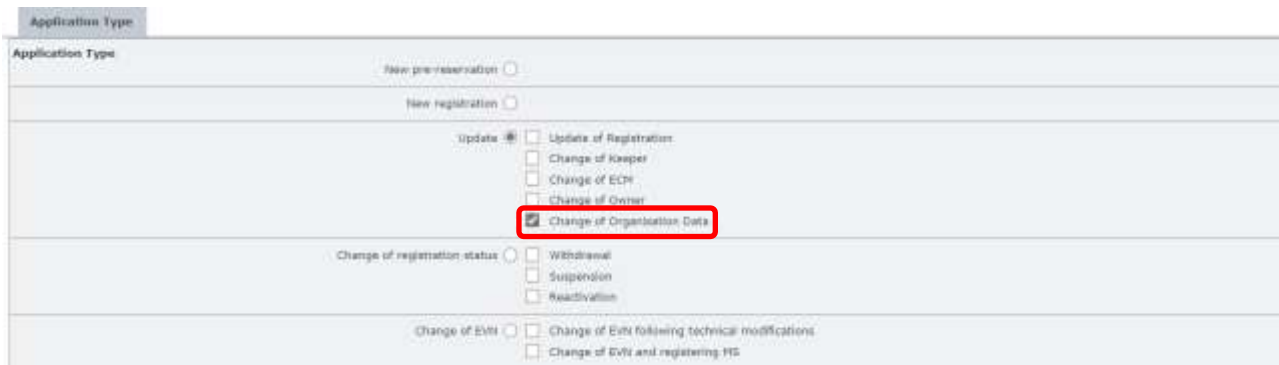 Application Type
Application Type
New pre-reservation
New registration
Update Update of Registration
Change of Keeper
Change of ECM
Change of Owner
Change of Organisation Data
Change of registration status Withdrawal
Suspension
Reactivation
Change of EVN Change of EVN following technical modifications
Change of EVN and registering MS